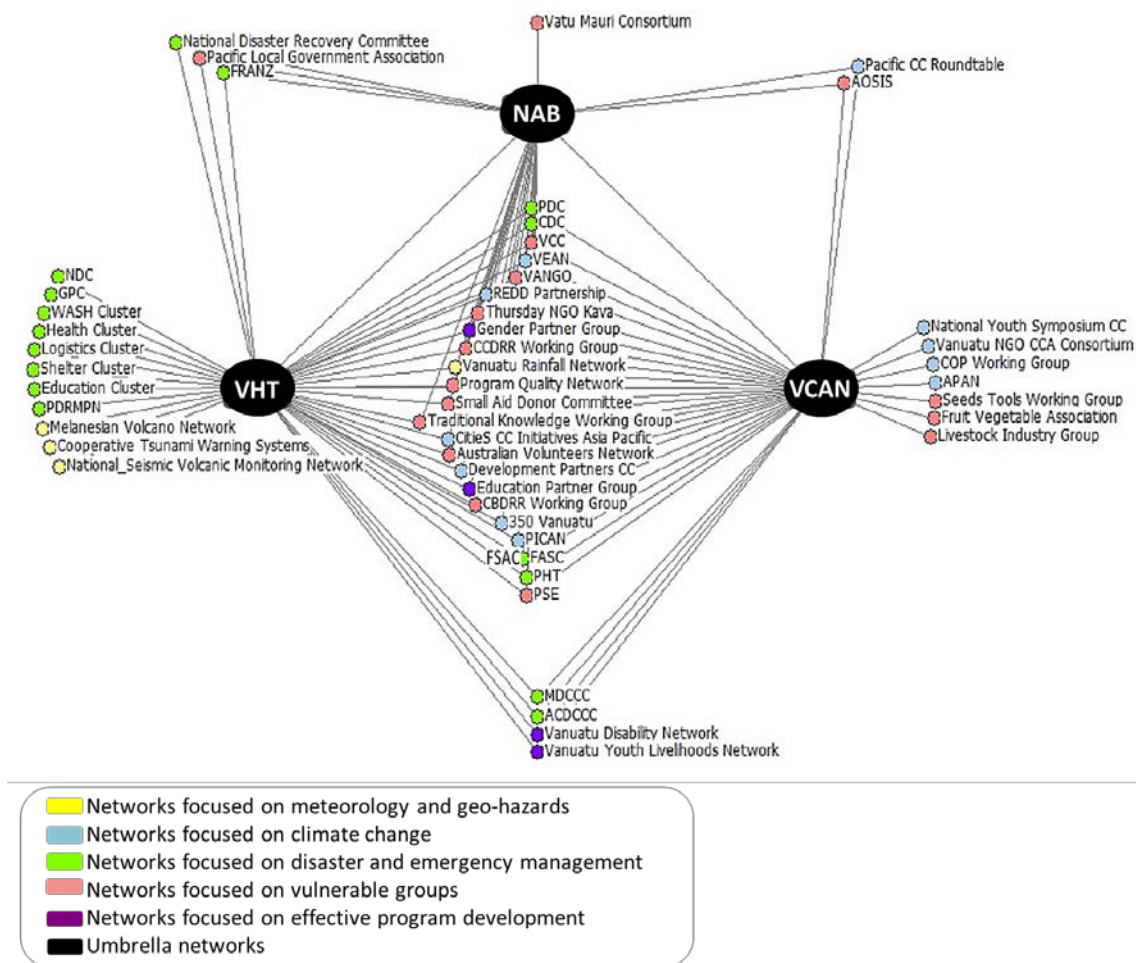 Vatu Mauri Consortium
National Disaster Recovery Committee
Pacific Local Government Association
FRANZ
Pacific CC Roundtable
AOSIS
NAB
PDC
CDC
VCC
VEAN
VANGO
REDD Partnership
Thursday NGO Kava
Gender Partner Group
CCDRR Working Group
Vanuatu Rainfall Network
Program Quality Network
Small Aid Donor Committee
Traditional Knowledge Working Group
CitieS CC Initiatives Asia Pacific
Australian Volunteers Network
Development Partners CC
Education Partner Group
CBDRR Working Group
350 Vanuatu
PICAN
FSAC FASC
PHT
PSE
NDC
GPC
WASH Cluster
Health Cluster
Logistics Cluster
Shelter Cluster
Education Cluster
PDRMPN
Melanesian Volcano Network
Cooperative Tsunami Warning Systems
National_Seismic Volcanic Monitoring Network
VHT
VCAN
National Youth Symposium CC
Vanuatu NGO CCA Consortium
COP Working Group
APAN
Seeds Tools Working Group
Fruit Vegetable Association
Livestock Industry Group
MDCCC
ACDCCC
Vanuatu Disability Network
Vanuatu Youth Livelihoods Network
Networks focused on meteorology and geo-hazards
Networks focused on climate change
Networks focused on disaster and emergency management
Networks focused on vulnerable groups
Networks focused on effective program development
Umbrella networks